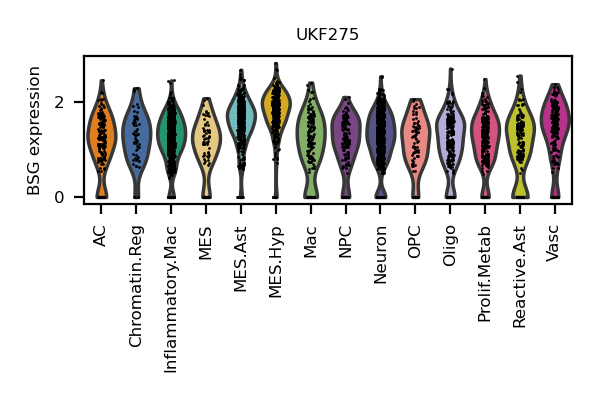 UKF275
BSG expression
2
0
AC
Chromatin.Reg
Inflammatory.Mac
MES
MES.Ast
MES.Hyp
Mac
NPC
Neuron
OPC
Oligo
Prolif.Metab
Reactive.Ast
Vasc